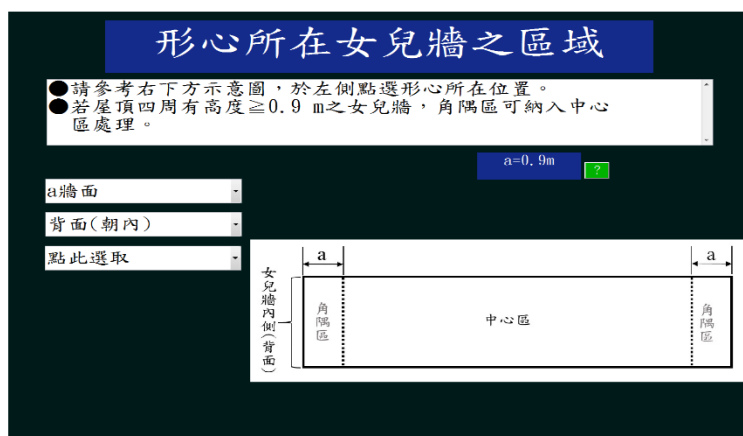 形心所在女兒牆之區域
●請參考右下方示意圖，於左側點選形心所在位置。
●若屋頂四周有高度≧0.9 m之女兒牆，角隅區可納入中心
區處理。
a=0.9m
?
a牆面
背面(朝內)
點此選取
a
a
女兒牆內側(背面)
角隅區
中心區
角隅區